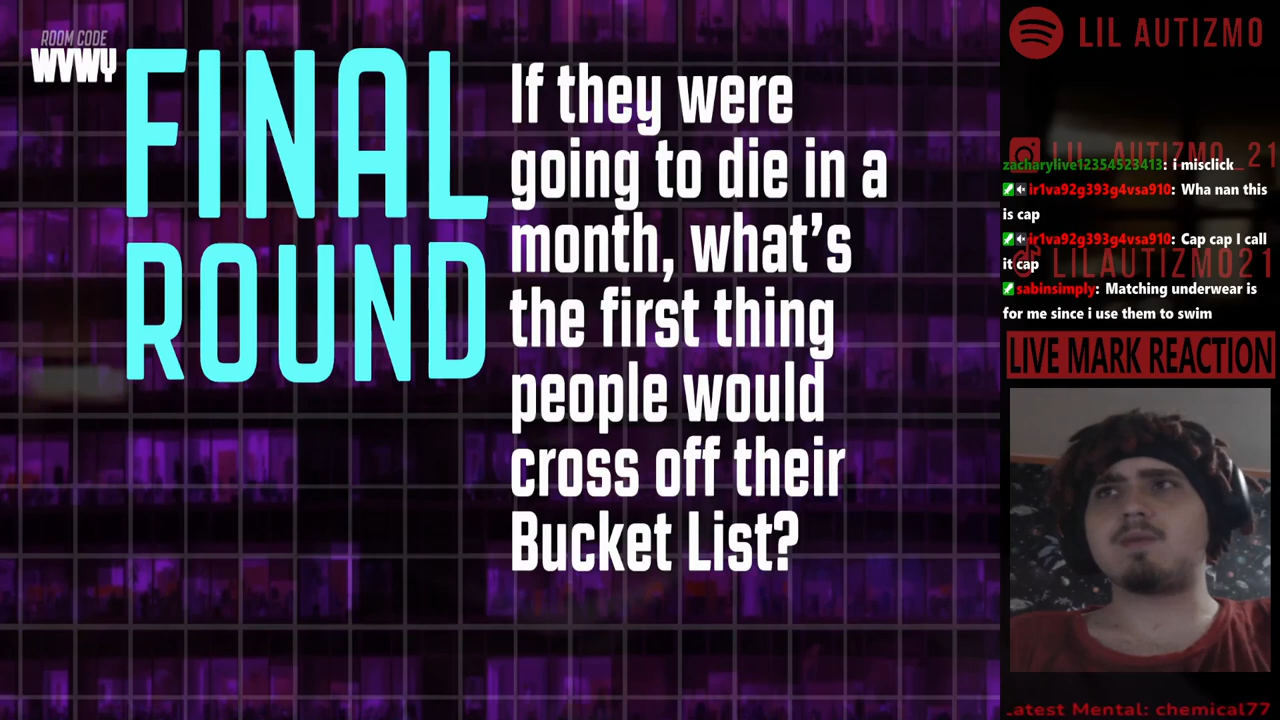 ROOM CODE
WVWY
FINAL
ROUND
If they were
going to die in a
month, what's
the first thing
people would
cross off their
Bucket List?
LIL AUTIZMO
LIL_AUTIZMO_21
zacharylive12354523413: i misclick
ir1va92g393g4vsa910: Wha nan this
is cap
ir1va92g393g4vsa910: Cap cap I call
it cap
LILAUTIZMO21
sabinsimply: Matching underwear is
for me since i use them to swim
LIVE MARK REACTION
Latest Mental: chemical77